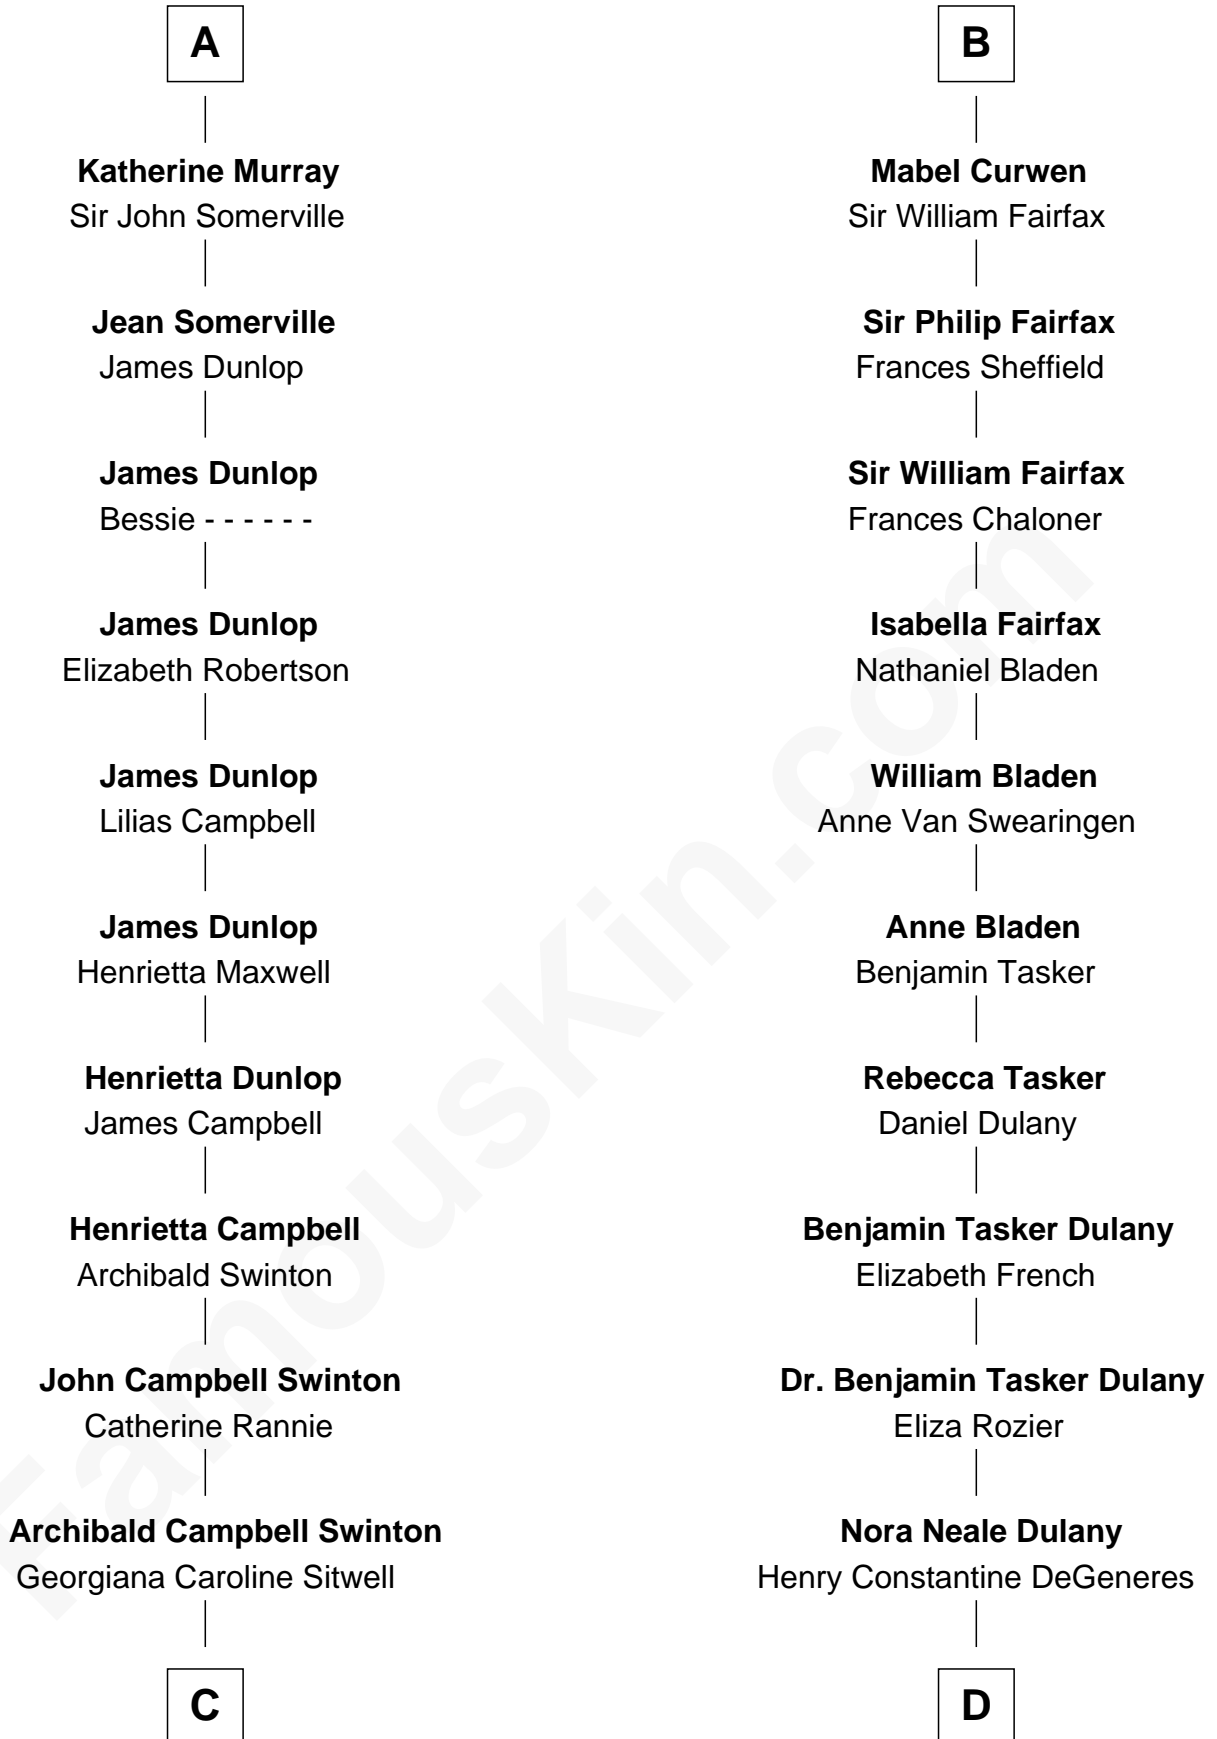 A
Katherine Murray
Sir John Somerville
Jean Somerville
James Dunlop
James Dunlop
Bessie - - - - - -
James Dunlop
Elizabeth Robertson
James Dunlop
Lilias Campbell
James Dunlop
Henrietta Maxwell
Henrietta Dunlop
James Campbell
Henrietta Campbell
Archibald Swinton
John Campbell Swinton
Catherine Rannie
Archibald Campbell Swinton
Georgiana Caroline Sitwell
C
B
Mabel Curwen
Sir William Fairfax
Sir Philip Fairfax
Frances Sheffield
Sir William Fairfax
Frances Chaloner
Isabella Fairfax
Nathaniel Bladen
William Bladen
Anne Van Swearingen
Anne Bladen
Benjamin Tasker
Rebecca Tasker
Daniel Dulany
Benjamin Tasker Dulany
Elizabeth French
Dr. Benjamin Tasker Dulany
Eliza Rozier
Nora Neale Dulany
Henry Constantine DeGeneres
D
FamousKin.com